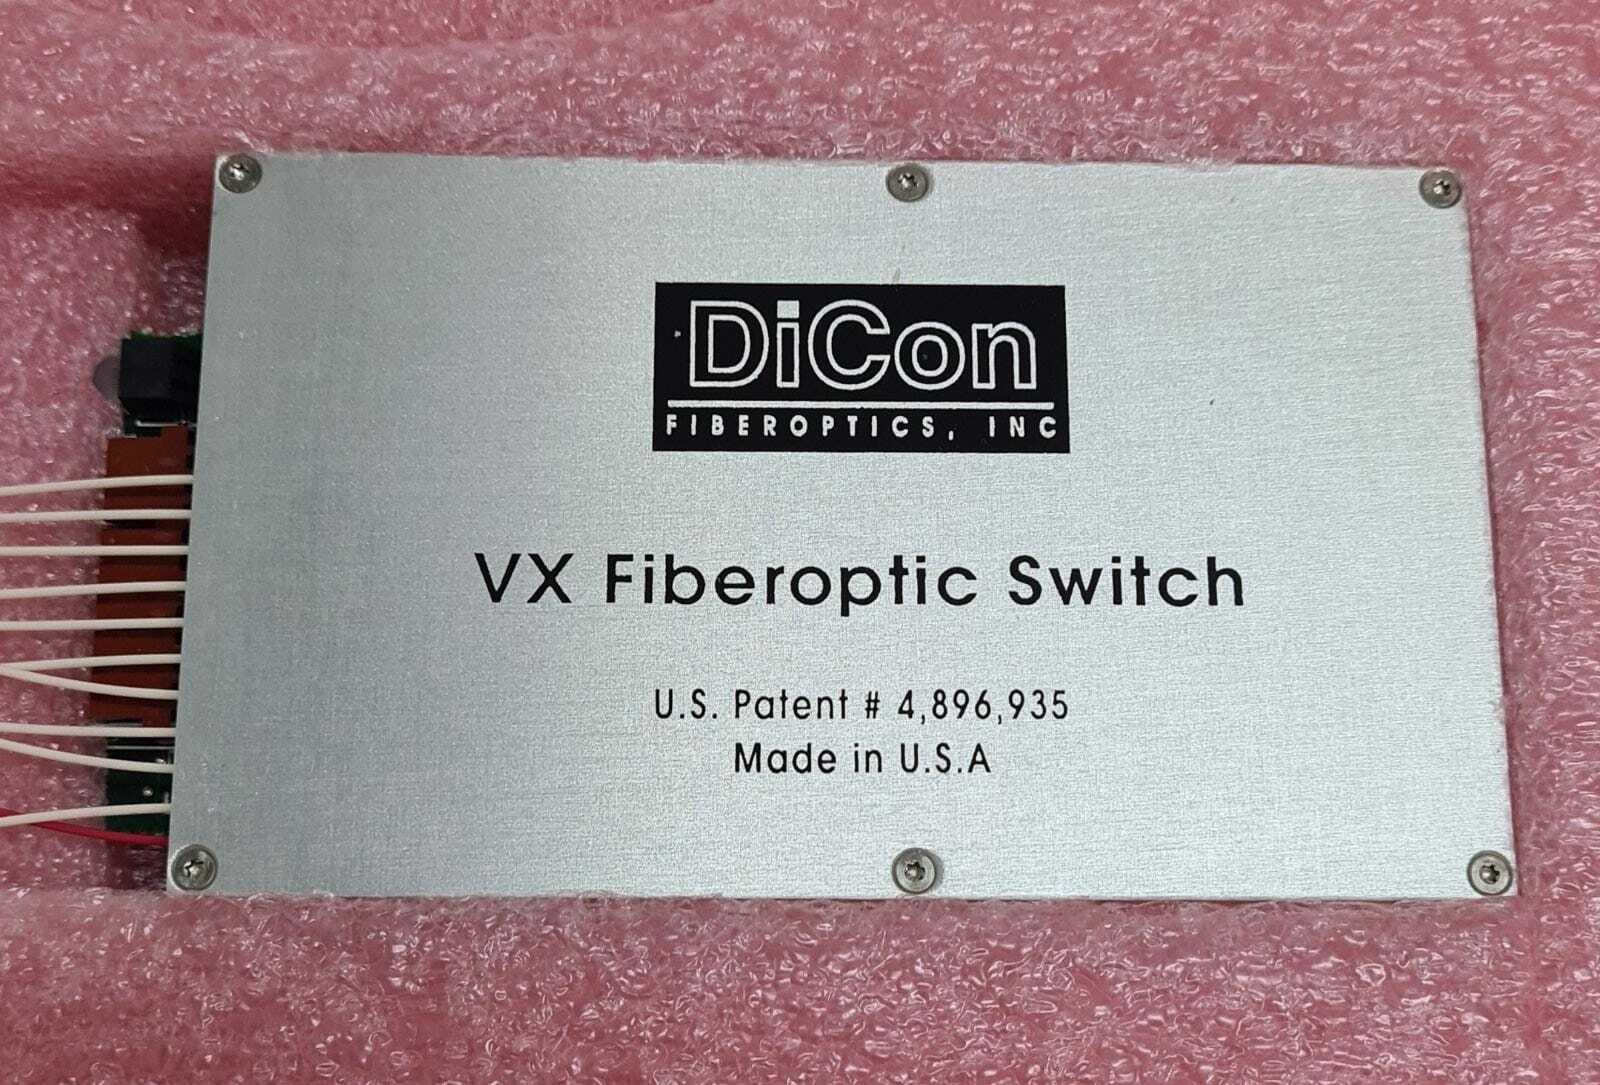 DiCon
FIBEROPTICS, INC
VX Fiberoptic Switch
U.S. Patent # 4,896,935
Made in U.S.A